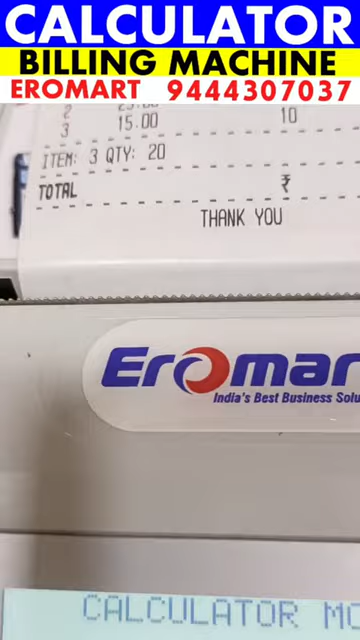 CALCULATOR
BILLING MACHINE
EROMART 9444307037
2
3 15.00 10
ITEM: 3 QTY: 20
TOTAL ₹
THANK YOU
Eromar
India's Best Business Solu
CALCULATOR MO